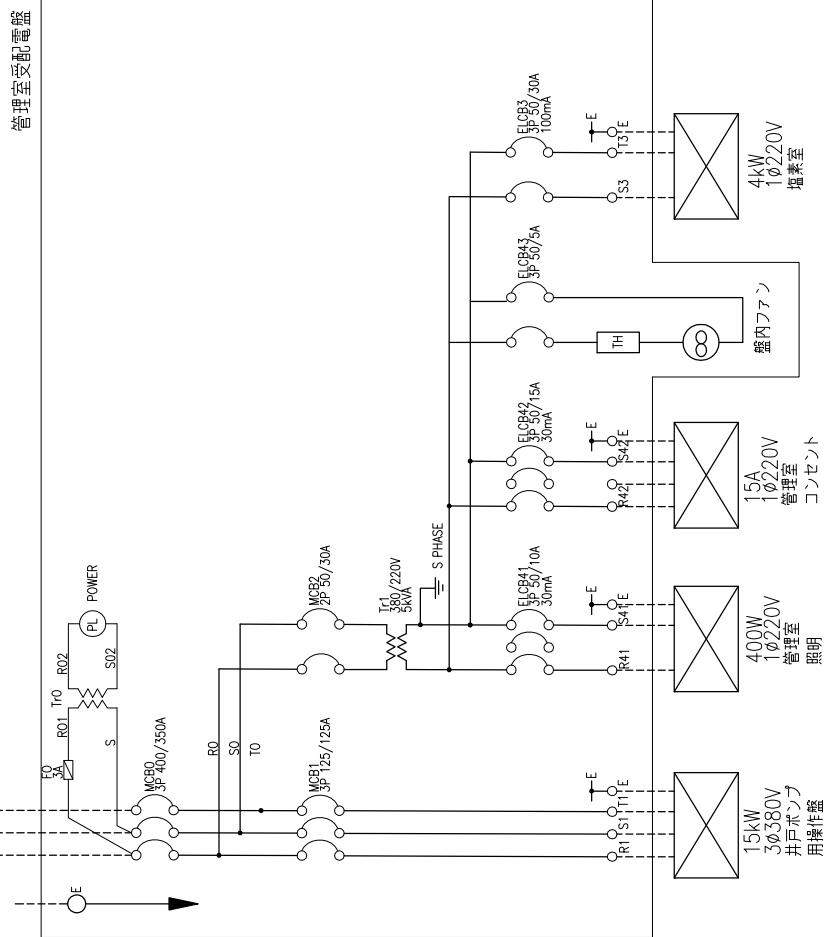 管理室受配電盤
E
F0
3A
R01
S
Tr0
R02
S02
PL
POWER
MCB0
3P 400/350A
R0
S0
T0
MCB1
3P 125/125A
MCB2
2P 50/30A
Tr1
380/220V
5kVA
S PHASE
ELCB41
3P 50/10A
30mA
ELCB42
3P 50/15A
30mA
ELCB43
3P 50/5A
ELCB3
3P 50/30A
100mA
TH
盤内ファン
R1
S1
T1
E
E
R41
S41
E
E
R42
S42
E
E
S3
T3
E
E
15kW
3Ø380V
井戸ポンプ
用操作盤
400W
1Ø220V
管理室
照明
15A
1Ø220V
管理室
コンセント
4kW
1Ø220V
塩素室